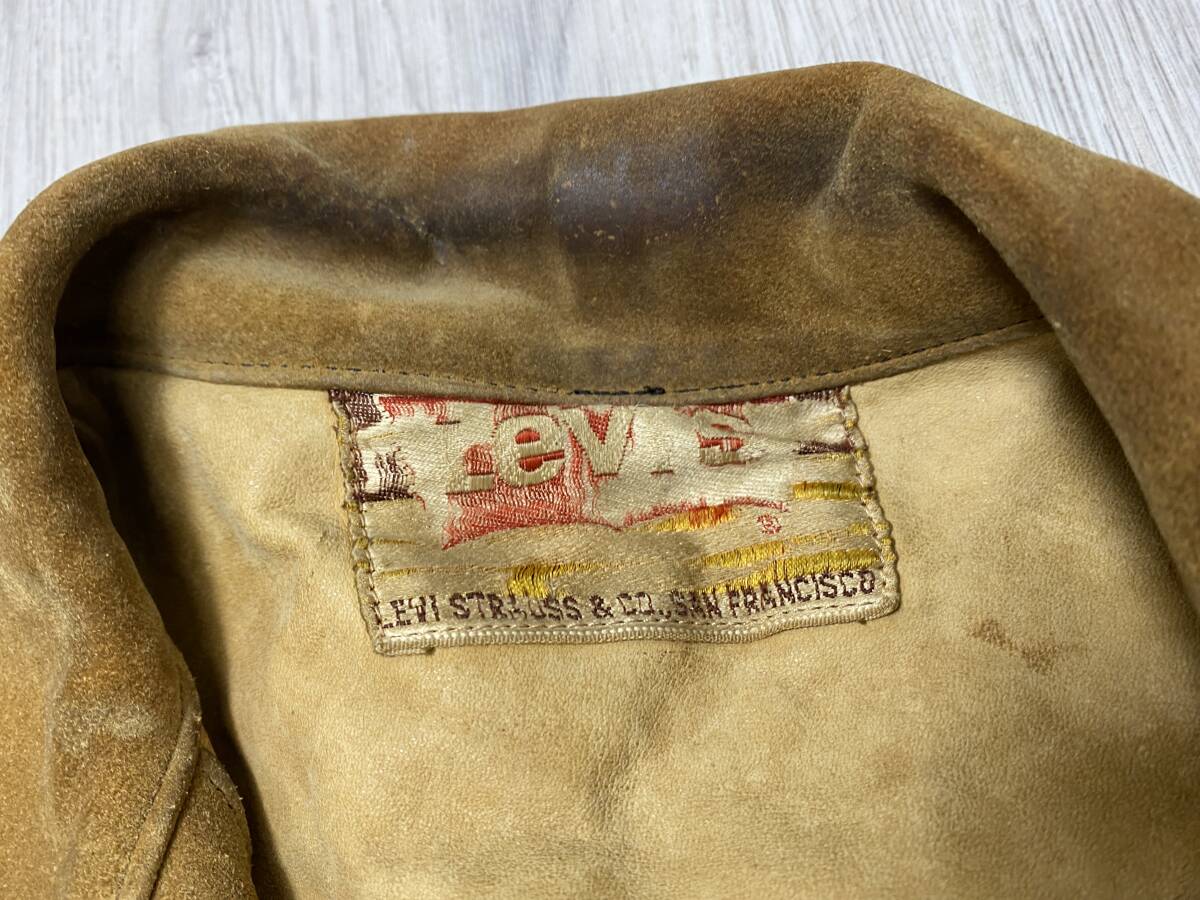 Levi's
®
LEVI STRAUSS & CO., SAN FRANCISCO